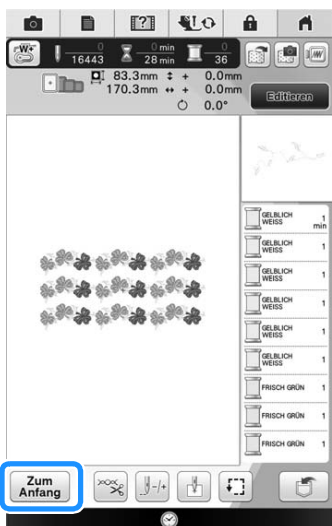 W+
0
16443
0 min
28 min
0
36
83.3mm + 0.0mm
170.3mm + 0.0mm
0.0°
Editieren
GELBLICH
WEISS 1
min
GELBLICH
WEISS 1
GELBLICH
WEISS 1
GELBLICH
WEISS 1
GELBLICH
WEISS 1
GELBLICH
WEISS 1
FRISCH GRÜN 1
FRISCH GRÜN 1
FRISCH GRÜN 1
Zum
Anfang
-/+